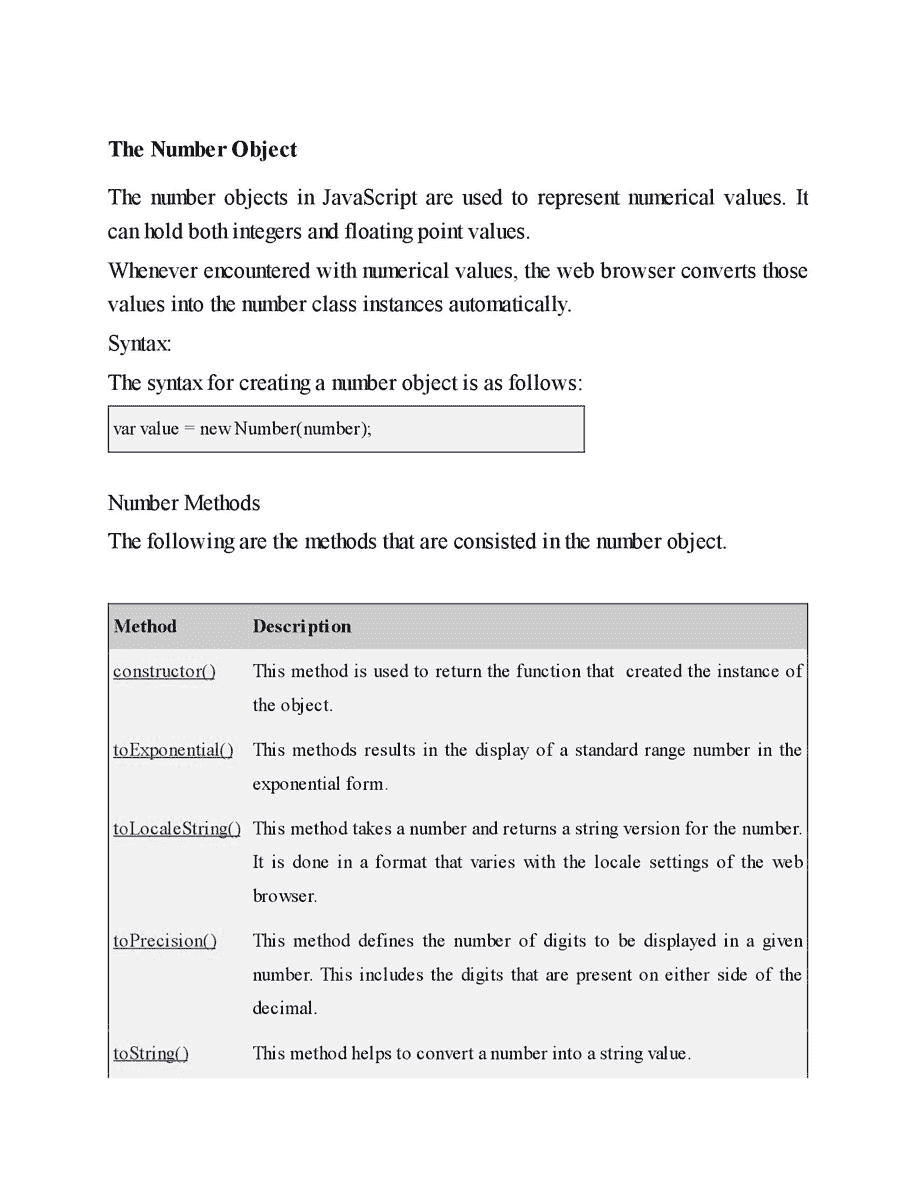 The Number Object
The number objects in JavaScript are used to represent numerical values. It
can hold both integers and floating point values.
Whenever encountered with numerical values, the web browser converts those
values into the number class instances automatically.
Syntax:
The syntax for creating a number object is as follows:
var value = new Number(number);
Number Methods
The following are the methods that are consisted in the number object.
Method Description
constructor() This method is used to return the function that created the instance of
the object.
toExponential() This methods results in the display of a standard range number in the
exponential form.
toLocaleString() This method takes a number and returns a string version for the number.
It is done in a format that varies with the locale settings of the web
browser.
toPrecision() This method defines the number of digits to be displayed in a given
number. This includes the digits that are present on either side of the
decimal.
toString() This method helps to convert a number into a string value.